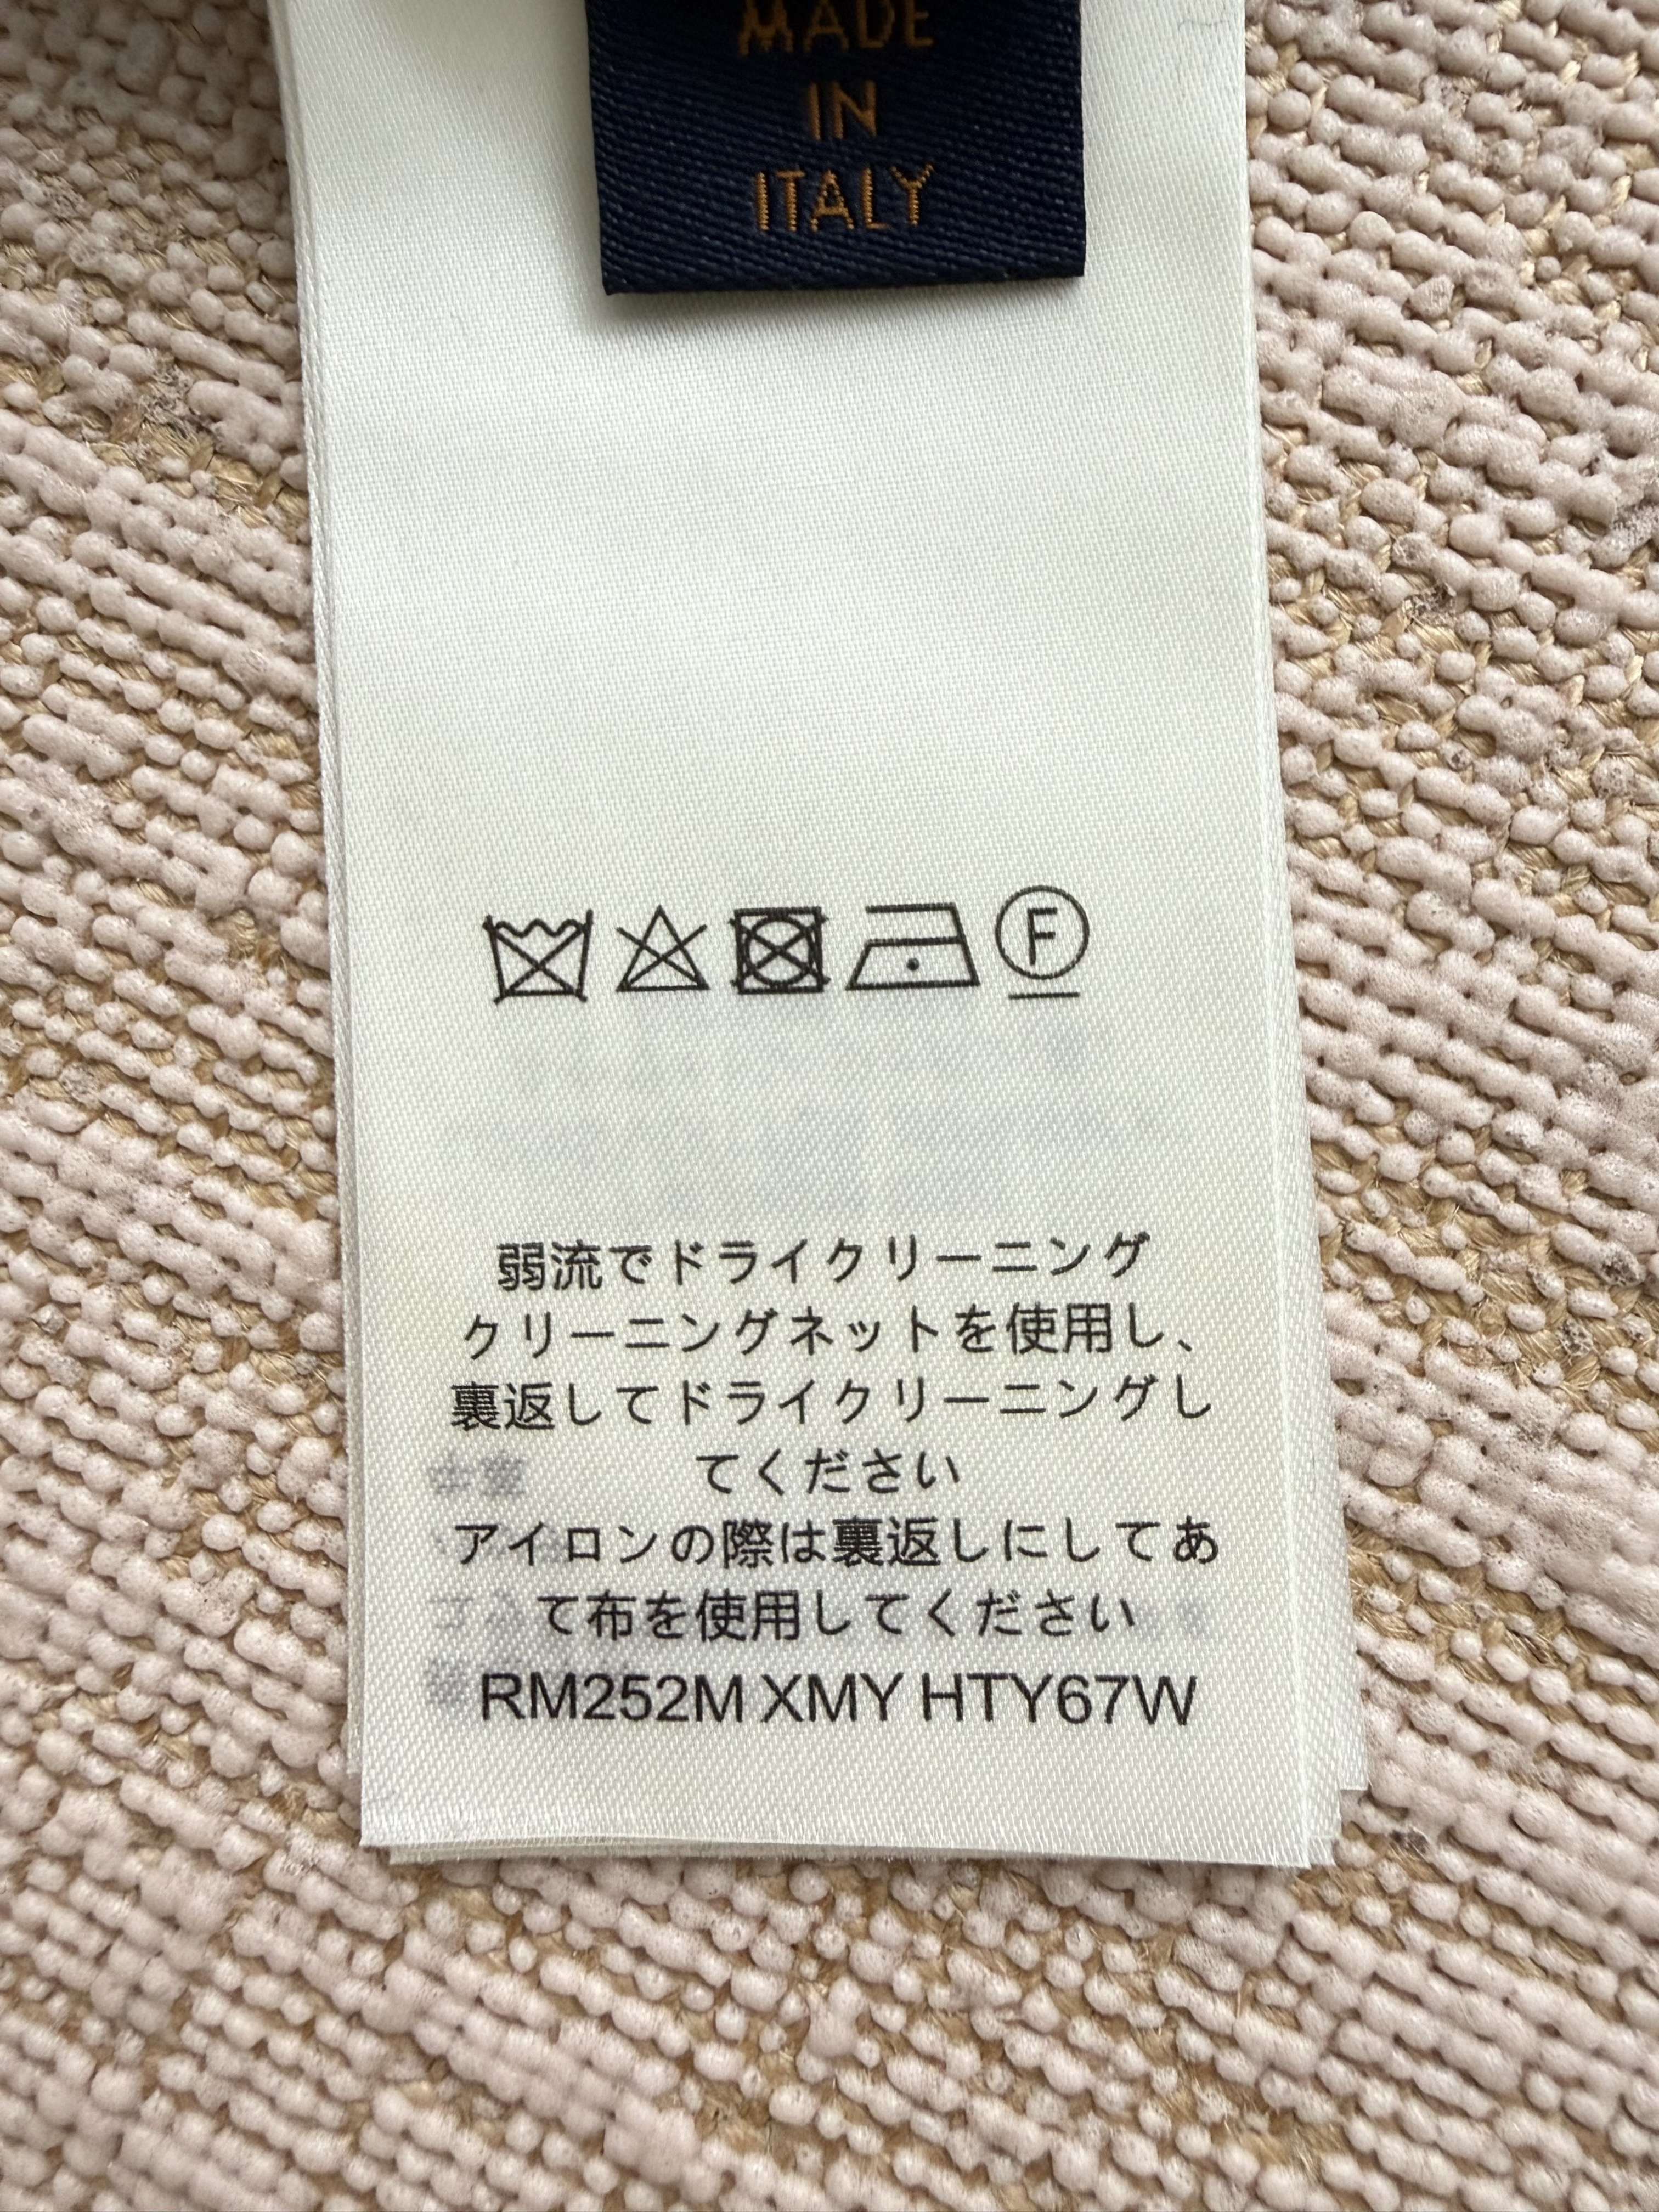 MADE
IN
ITALY
F
弱流でドライクリーニング
クリーニングネットを使用し、
裏返してドライクリーニングし
てください
アイロンの際は裏返しにしてあ
て布を使用してください
RM252M XMY HTY67W